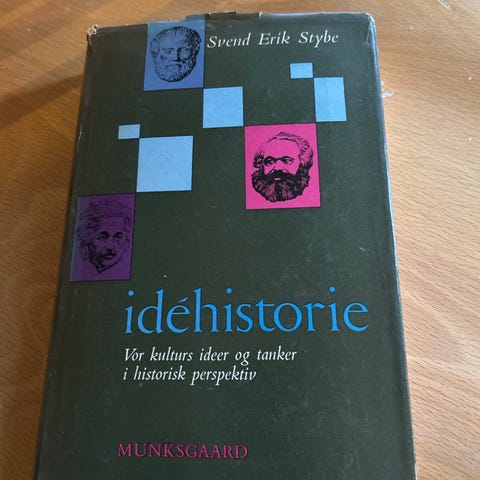 Svend Erik Stybe
idéhistorie
Vor kulturs ideer og tanker
i historisk perspektiv
MUNKSGAARD